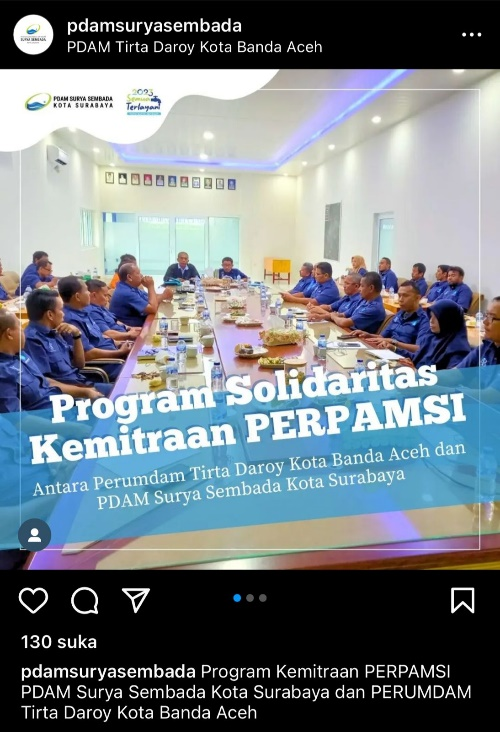 pdamsuryasembada
PDAM Tirta Daroy Kota Banda Aceh
PDAM SURYA SEMBADA
KOTA SURABAYA
2023
Semua
Terlayani
Program Solidaritas
Kemitraan PERPAMSI
Antara Perumdam Tirta Daroy Kota Banda Aceh dan
PDAM Surya Sembada Kota Surabaya
130 suka
pdamsuryasembada Program Kemitraan PERPAMSI
PDAM Surya Sembada Kota Surabaya dan PERUMDAM
Tirta Daroy Kota Banda Aceh